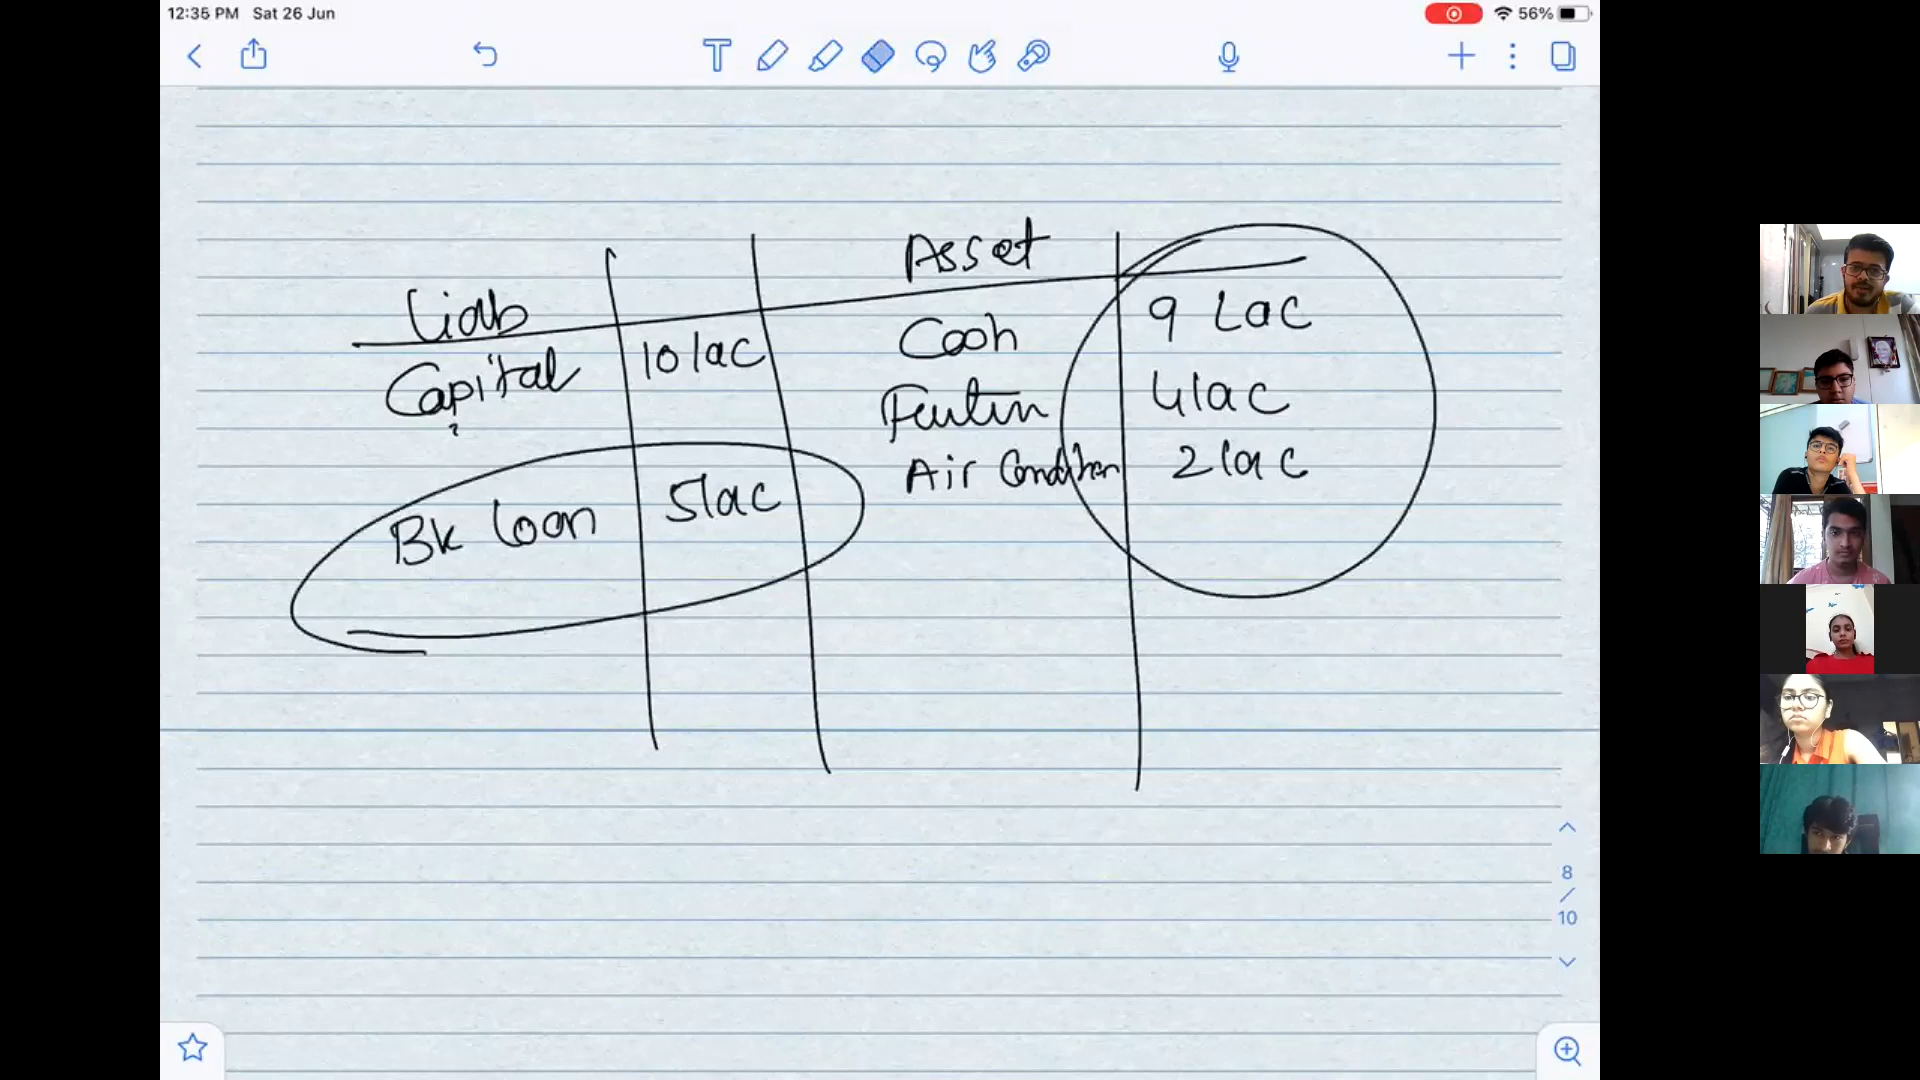 12:35 PM Sat 26 Jun
56%
T
Asset
Liab
Cash 9 Lac
Capital 10 lac
4 lac
Air Condition 2 lac
Bk Loan 5 lac
8
/
10